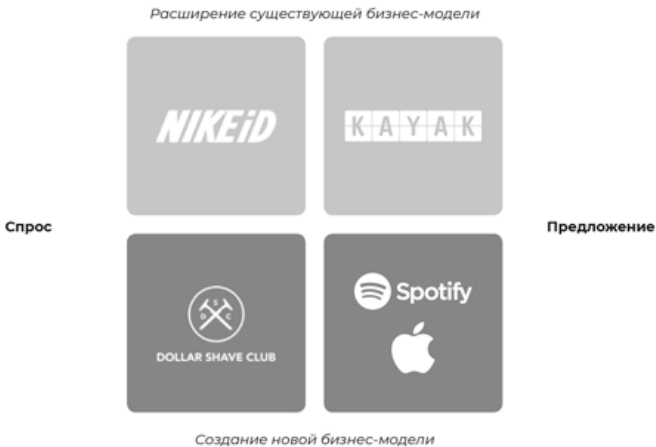 Расширение существующей бизнес-модели
NIKEiD
KAYAK
Спрос
Предложение
D S C
DOLLAR SHAVE CLUB
Spotify
Создание новой бизнес-модели